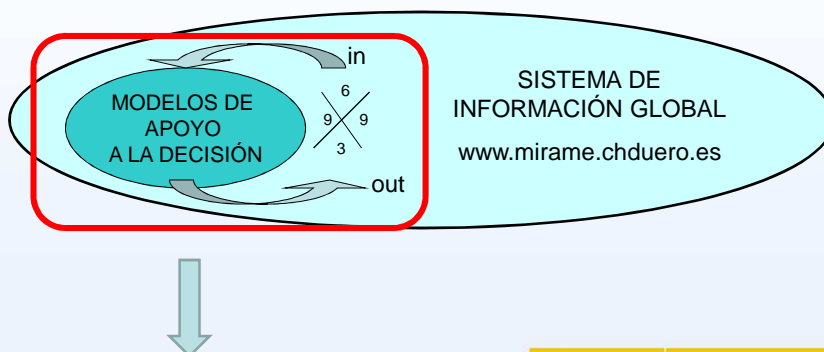 in
MODELOS DE
APOYO
A LA DECISIÓN
6
9 9
3
out
SISTEMA DE
INFORMACIÓN GLOBAL
www.mirame.chduero.es